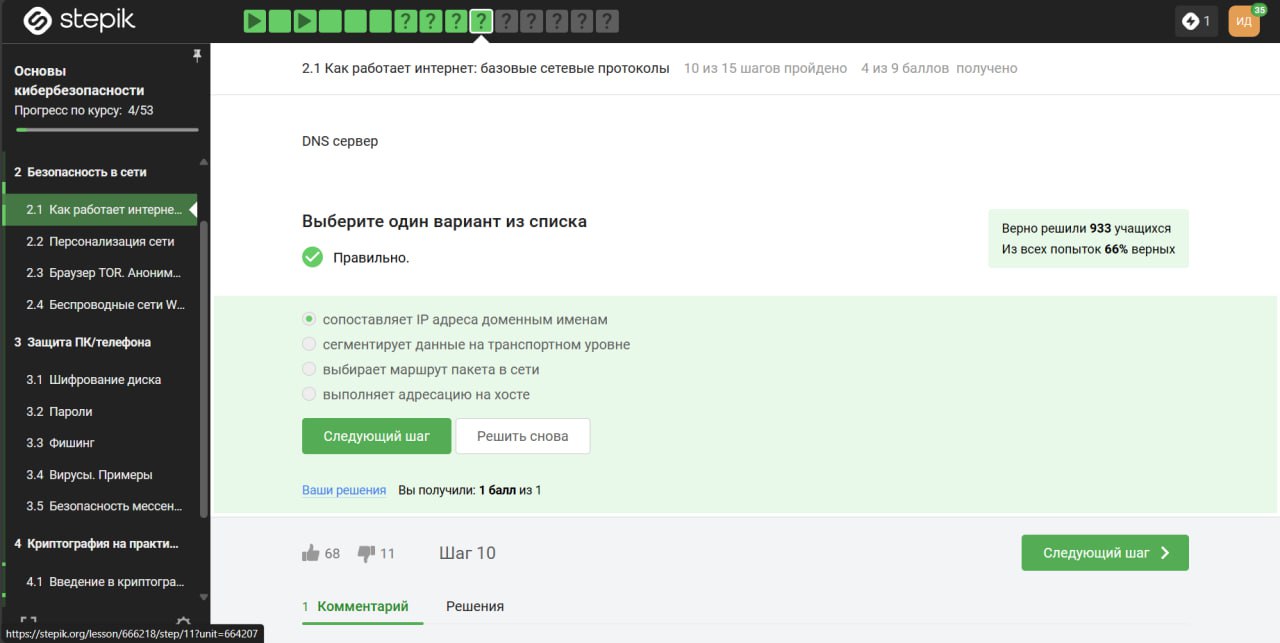 stepik
? ? ? ? ? ? ? ? ?
1
ИД
35
Основы
кибербезопасности
Прогресс по курсу: 4/53
2 Безопасность в сети
2.1 Как работает интерне...
2.2 Персонализация сети
2.3 Браузер TOR. Аноним...
2.4 Беспроводные сети W...
3 Защита ПК/телефона
3.1 Шифрование диска
3.2 Пароли
3.3 Фишинг
3.4 Вирусы. Примеры
3.5 Безопасность мессен...
4 Криптография на практи...
4.1 Введение в криптогра...
https://stepik.org/lesson/666218/step/11?unit=664207
2.1 Как работает интернет: базовые сетевые протоколы 10 из 15 шагов пройдено 4 из 9 баллов получено
DNS сервер
Выберите один вариант из списка
Правильно.
Верно решили 933 учащихся
Из всех попыток 66% верных
сопоставляет IP адреса доменным именам
сегментирует данные на транспортном уровне
выбирает маршрут пакета в сети
выполняет адресацию на хосте
Следующий шаг Решить снова
Ваши решения Вы получили: 1 балл из 1
68 11 Шаг 10 Следующий шаг
1 Комментарий Решения